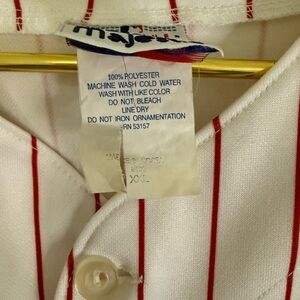 100% POLYESTER
MACHINE WASH COLD WATER
WASH WITH LIKE COLOR
DO NOT BLEACH
LINE DRY
DO NOT IRON ORNAMENTATION
RN 53157
XXL